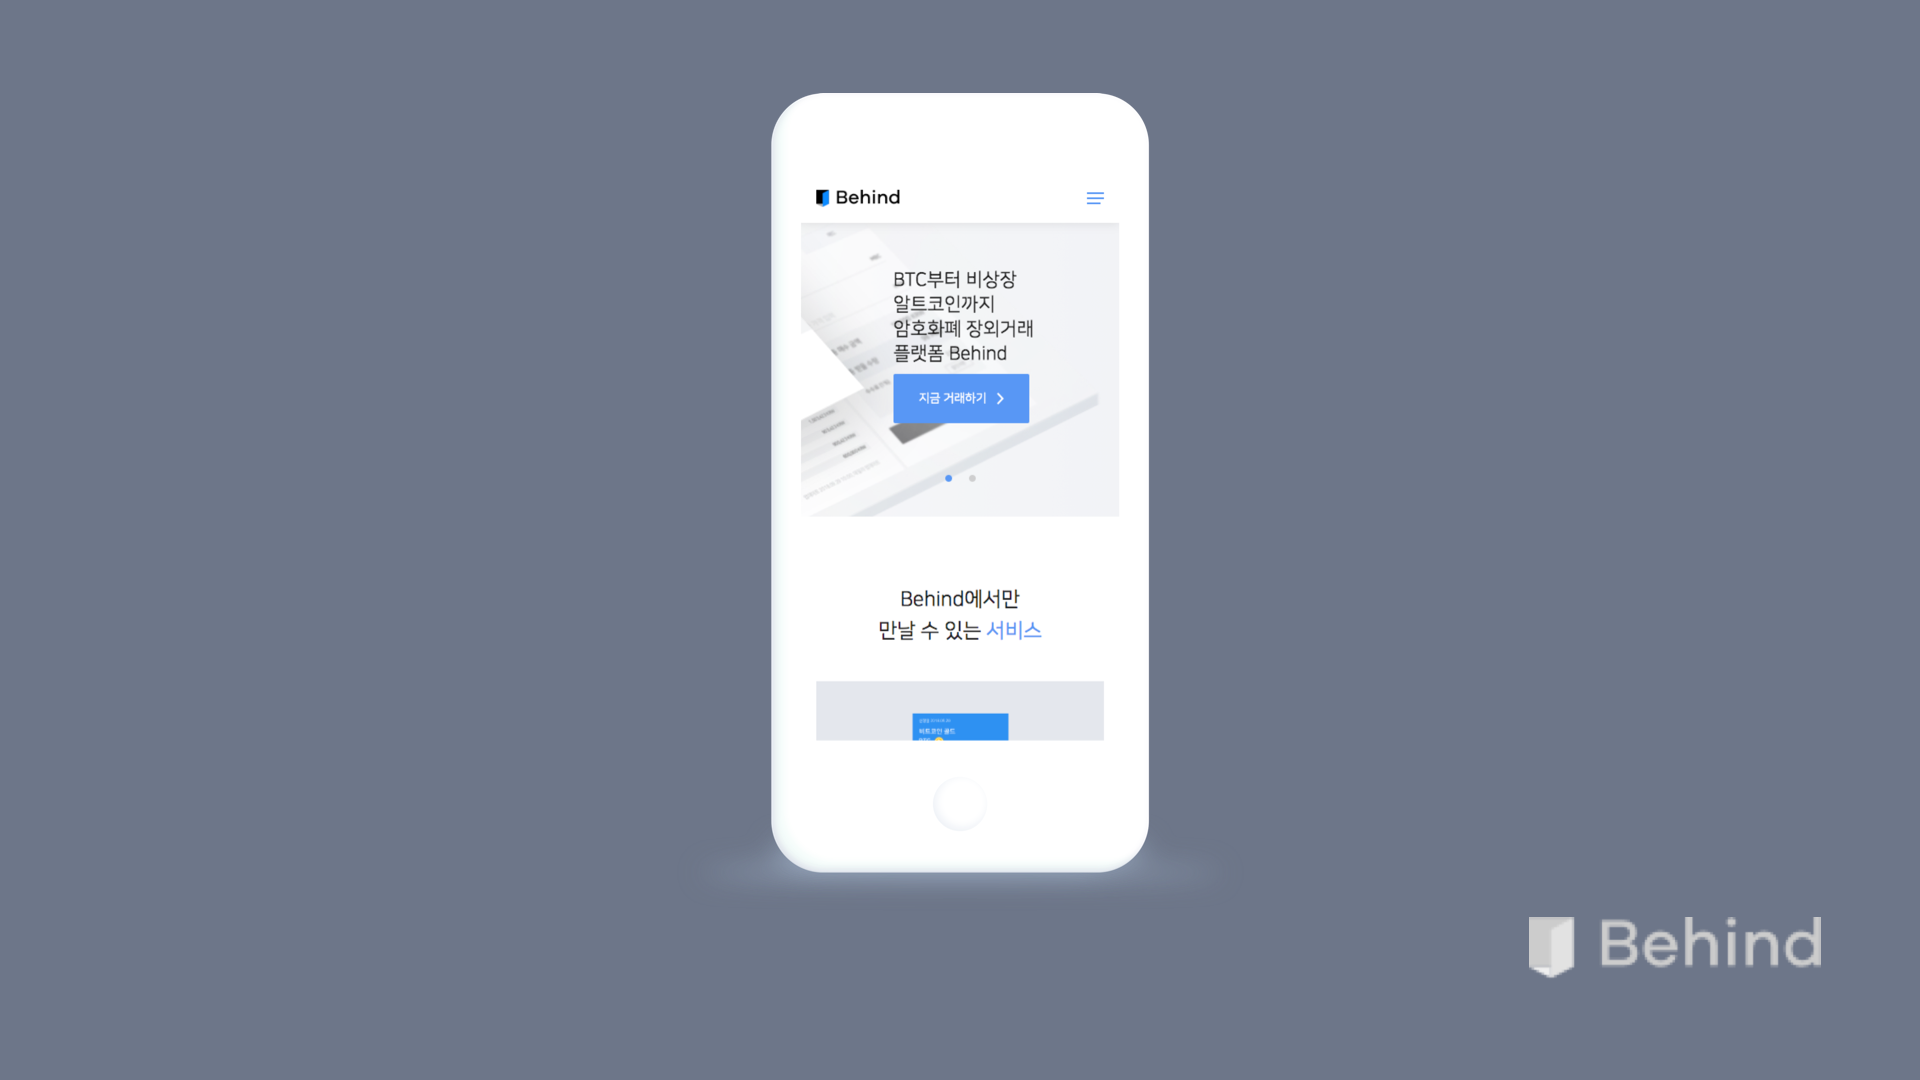 Behind
BTC부터 비상장
알트코인까지
암호화폐 장외거래
플랫폼 Behind
지금 거래하기
Behind에서만
만날 수 있는 서비스
비트코인 골드
Behind